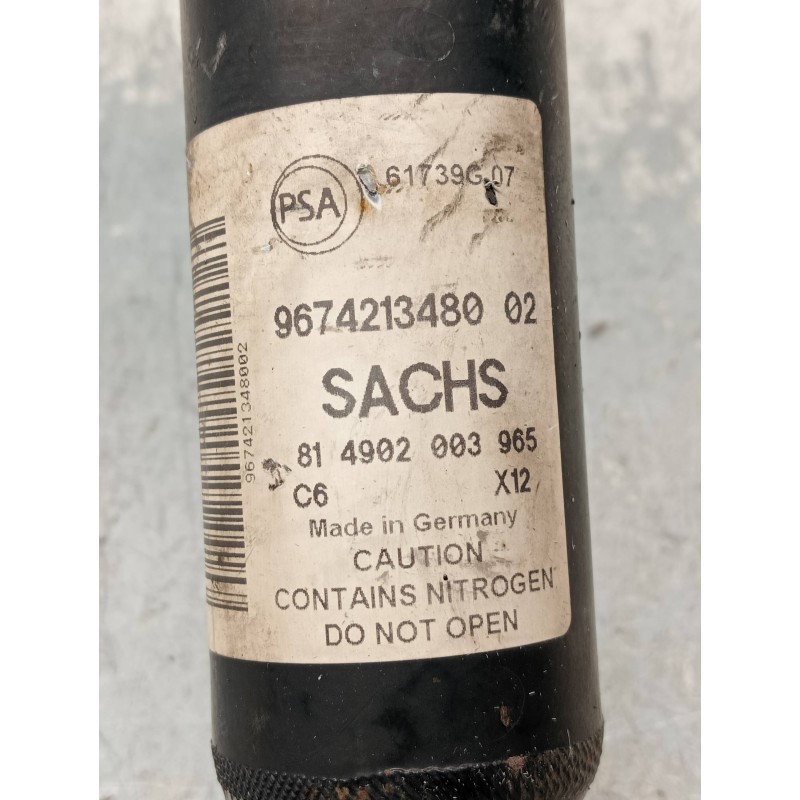 PSA
61739G 07
9674213480 02
SACHS
81 4902 003 965
C6 X12
Made in Germany
CAUTION
CONTAINS NITROGEN
DO NOT OPEN
967421348002